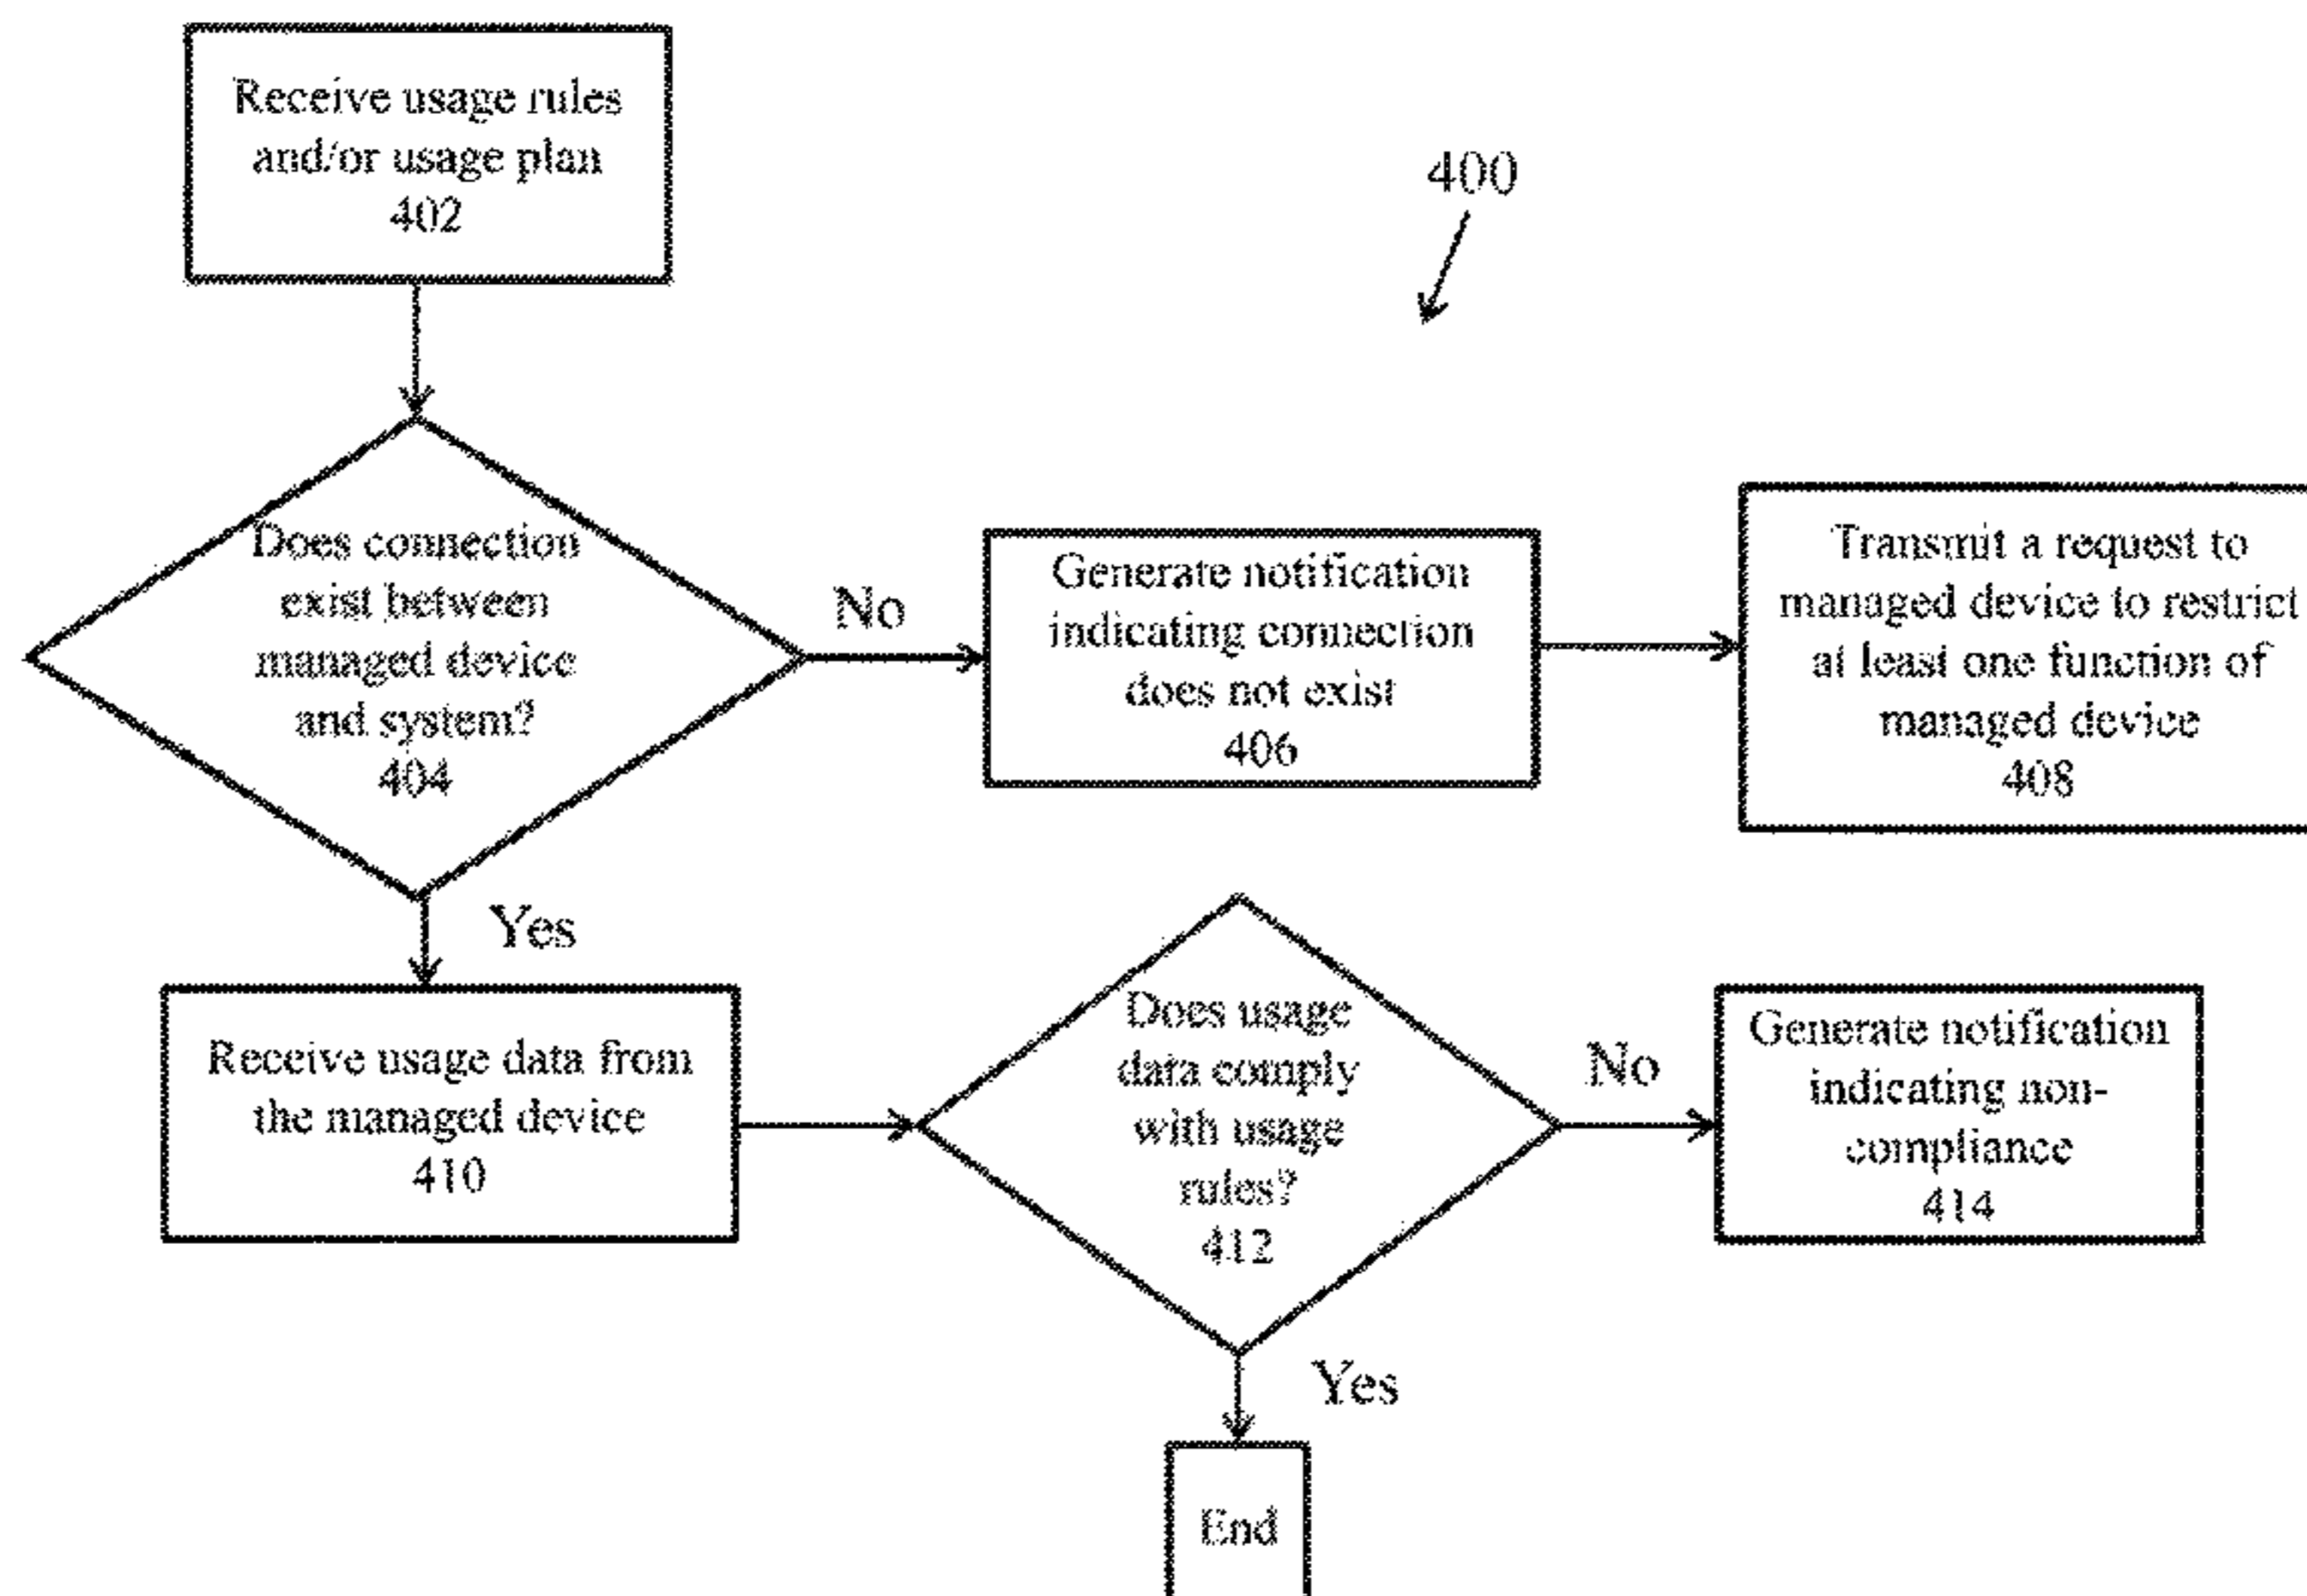 Receive usage rules
and/or usage plan
402
400
Does connection
exist between
managed device
and system?
404
No
Generate notification
indicating connection
does not exist
406
Transmit a request to
managed device to restrict
at least one function of
managed device
408
Yes
Receive usage data from
the managed device
410
Does usage
data comply
with usage
rules?
412
No
Generate notification
indicating non-
compliance
414
Yes
End